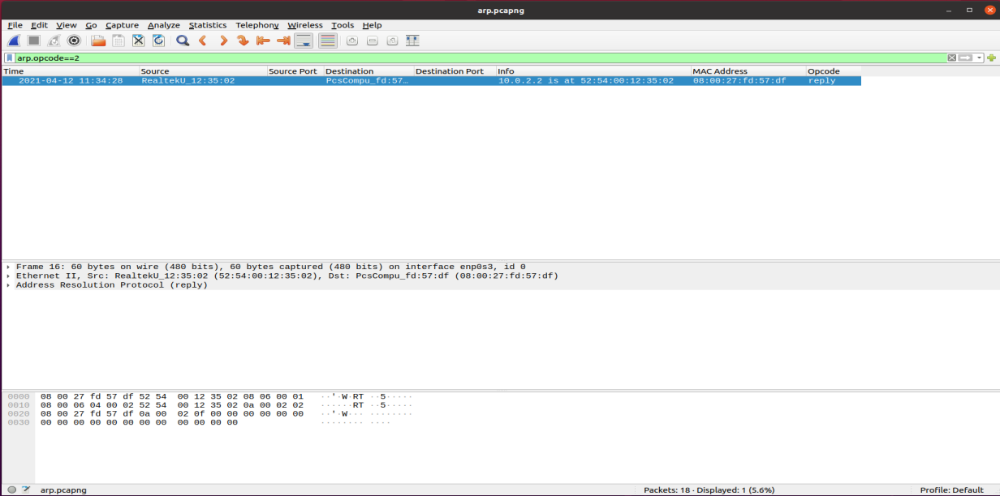 arp.pcapng
File Edit View Go Capture Analyze Statistics Telephony Wireless Tools Help
arp.opcode==2
Time Source Source Port Destination Destination Port Info MAC Address Opcode
2021-04-12 11:34:28 RealtekU_12:35:02 PcsCompu_fd:57… 10.0.2.2 is at 52:54:00:12:35:02 08:00:27:fd:57:df reply
Frame 16: 60 bytes on wire (480 bits), 60 bytes captured (480 bits) on interface enp0s3, id 0
Ethernet II, Src: RealtekU_12:35:02 (52:54:00:12:35:02), Dst: PcsCompu_fd:57:df (08:00:27:fd:57:df)
Address Resolution Protocol (reply)
0000 08 00 27 fd 57 df 52 54 00 12 35 02 08 06 00 01 ··'·W·RT ··5·····
0010 08 00 06 04 00 02 52 54 00 12 35 02 0a 00 02 02 ······RT ··5·····
0020 08 00 27 fd 57 df 0a 00 02 0f 00 00 00 00 00 00 ··'·W··· ········
0030 00 00 00 00 00 00 00 00 00 00 00 00 ········ ····
arp.pcapng Packets: 18 · Displayed: 1 (5.6%) Profile: Default